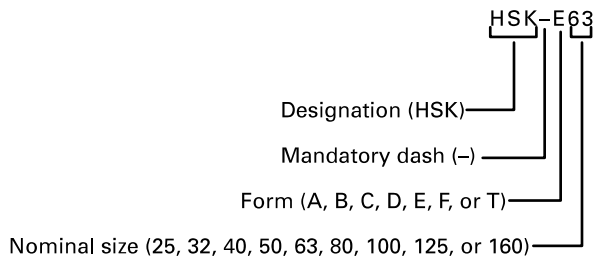 HSK–E63
Designation (HSK)
Mandatory dash (–)
Form (A, B, C, D, E, F, or T)
Nominal size (25, 32, 40, 50, 63, 80, 100, 125, or 160)